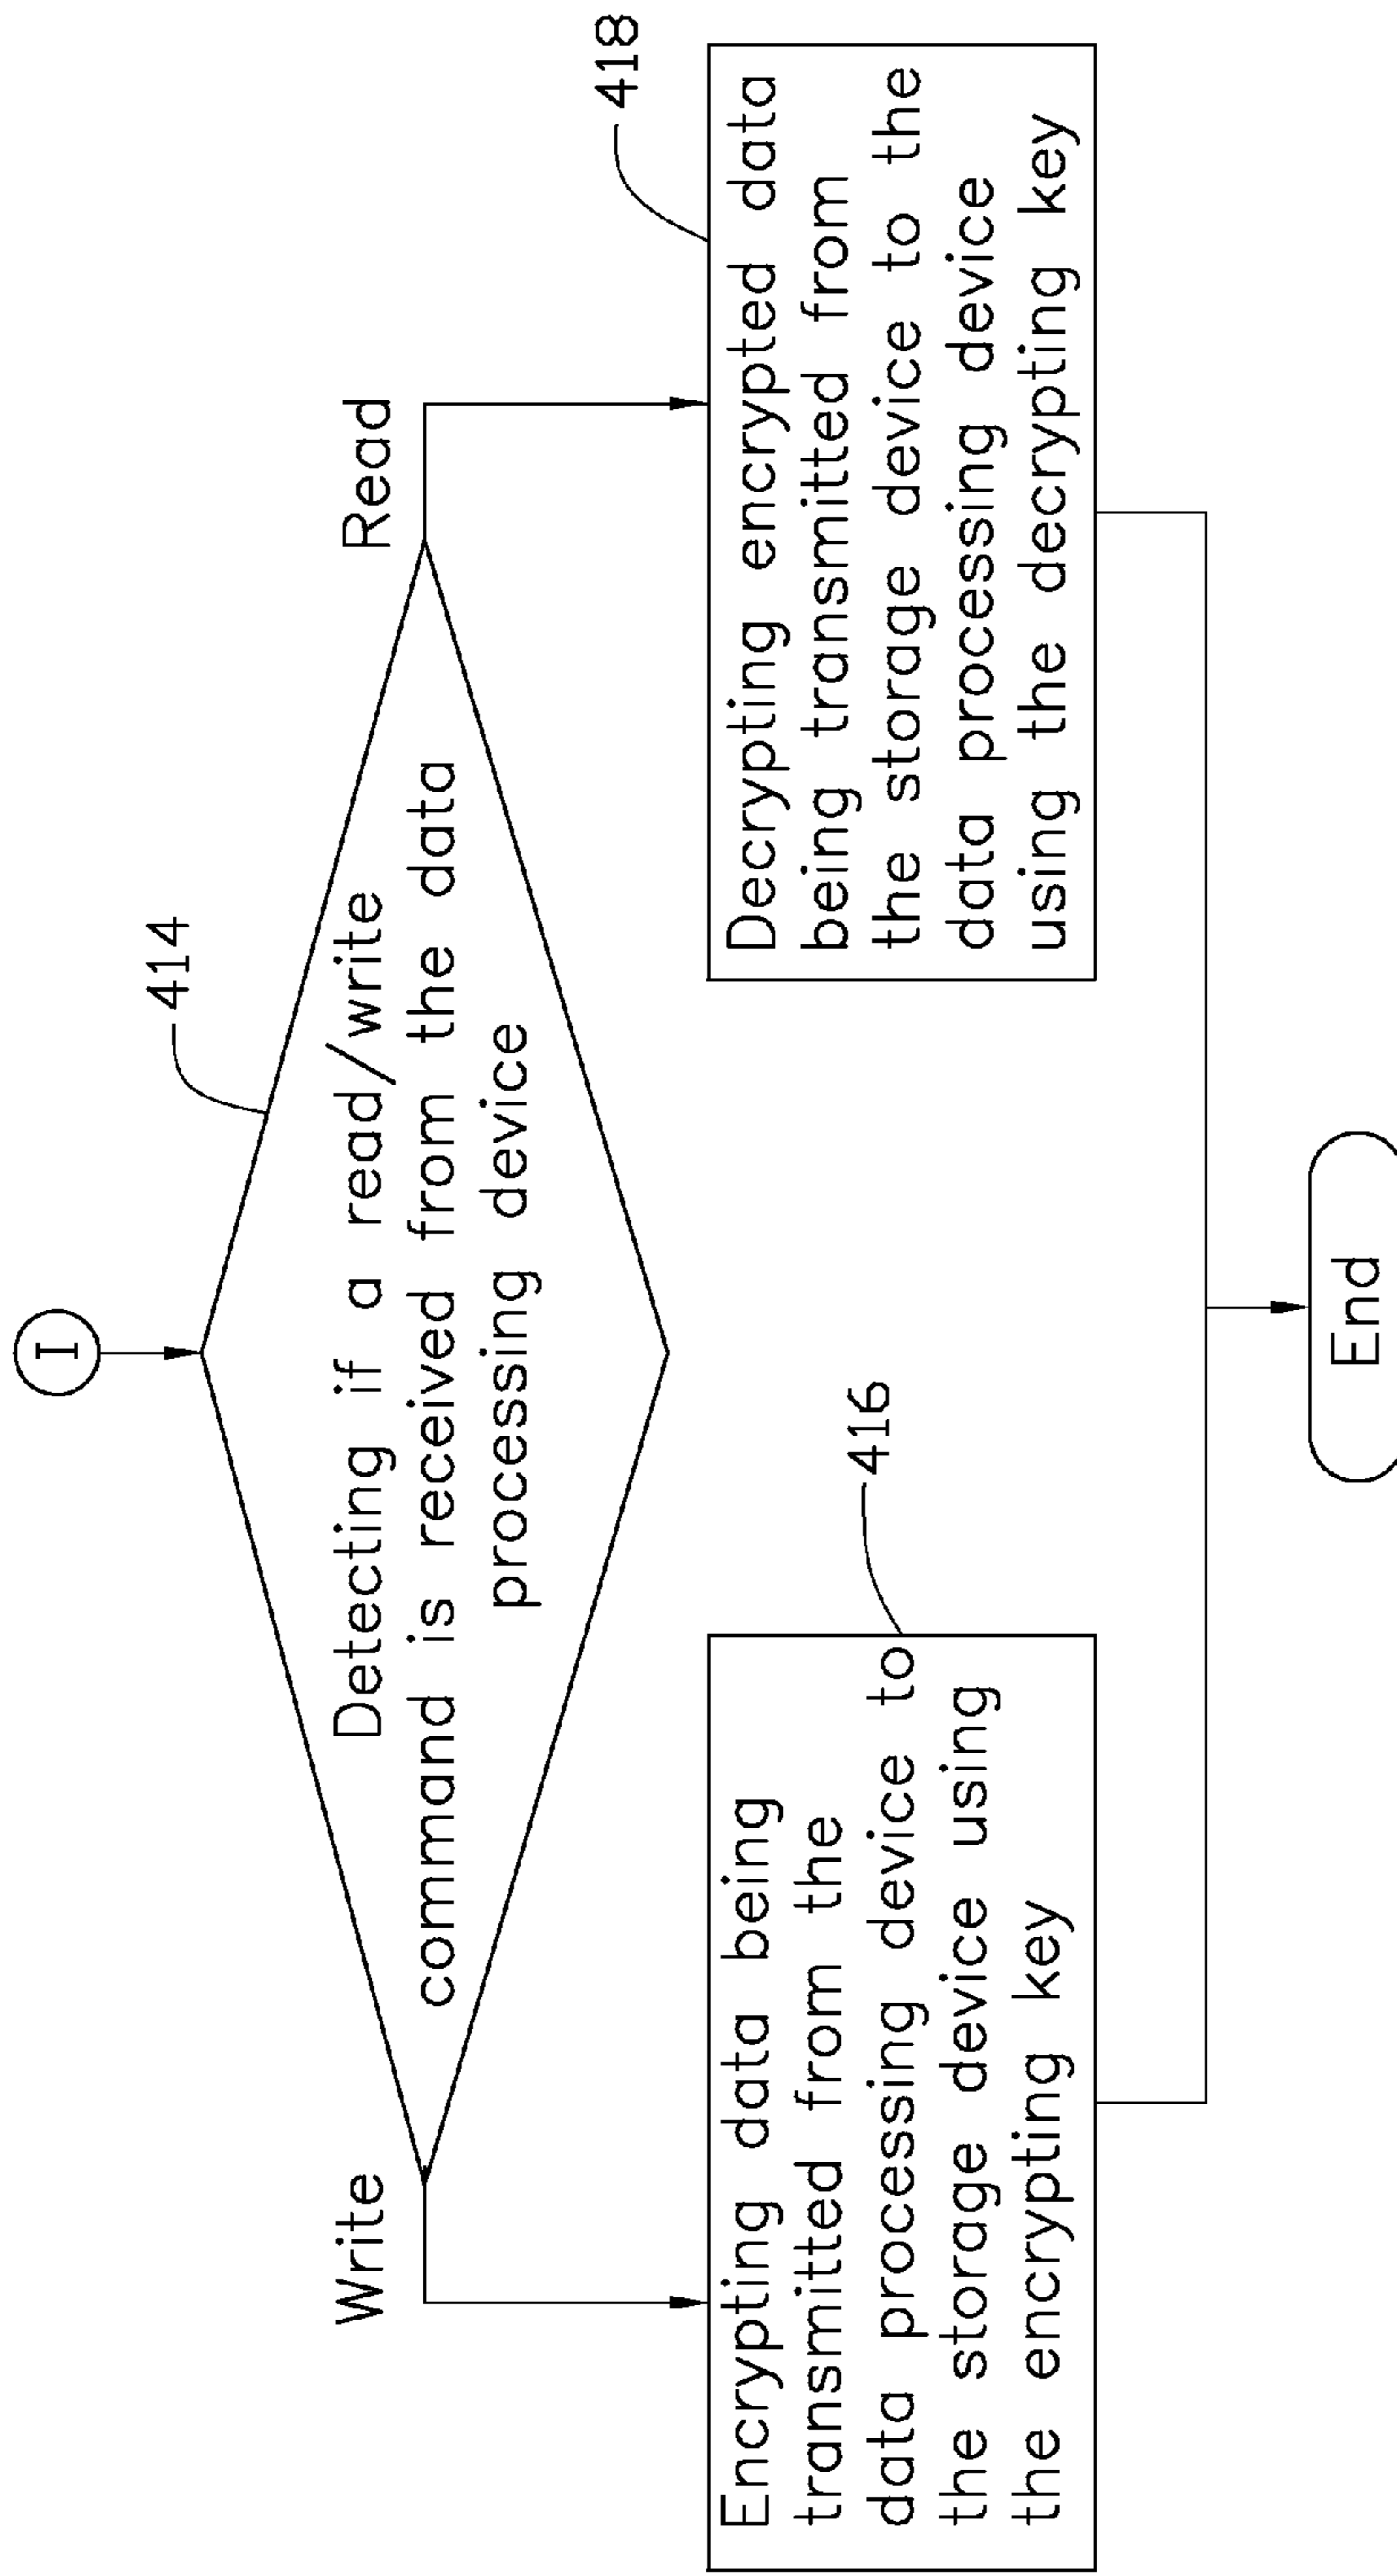 I
414
Detecting if a read/write
command is received from the data
processing device
Write
Read
416
Encrypting data being
transmitted from the
data processing device to
the storage device using
the encrypting key
418
Decrypting encrypted data
being transmitted from
the storage device to the
data processing device
using the decrypting key
End